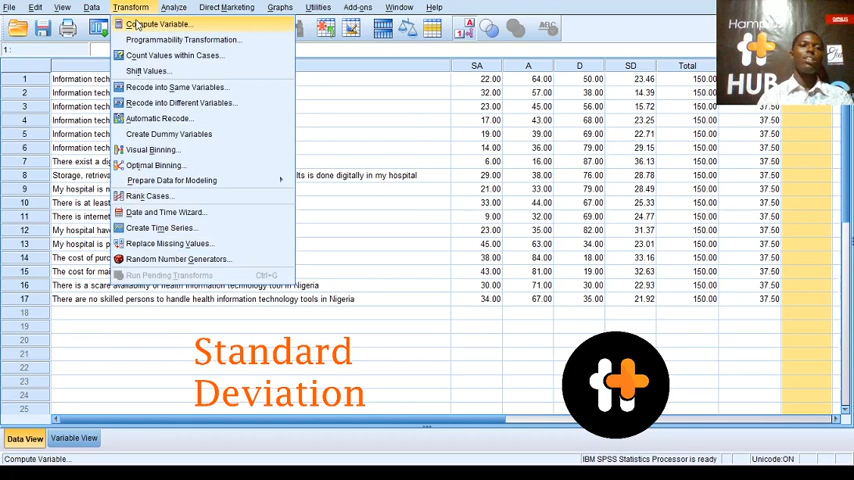 File Edit View Data Transform Analyze Direct Marketing Graphs Utilities Add-ons Window Help
Compute Variable...
Programmability Transformation...
Count Values within Cases...
Shift Values...
Recode into Same Variables...
Recode into Different Variables...
Automatic Recode...
Create Dummy Variables
Visual Binning...
Optimal Binning...
Prepare Data for Modeling
Rank Cases...
Date and Time Wizard...
Create Time Series...
Replace Missing Values...
Random Number Generators...
Run Pending Transforms Ctrl+G
1 :
SA A D SD Total
1 Information tech 22.00 64.00 50.00 23.46 150.00 37.50
2 Information tech 32.00 57.00 38.00 14.39 150.00 37.50
3 Information tech 23.00 45.00 56.00 15.72 150.00 37.50
4 Information tech 17.00 43.00 66.00 23.25 150.00 37.50
5 Information tech 19.00 39.00 69.00 22.71 150.00 37.50
6 Information tech 14.00 36.00 91.00 37.13 150.00 37.50
7 There exist a di 6.00 16.00 87.00 36.13 150.00 37.50
8 Storage, retrieva lts is done digitally in my hospital 29.00 38.00 76.00 28.78 150.00 37.50
9 My hospital is n 21.00 33.00 79.00 28.49 150.00 37.50
10 There is at least 33.00 44.00 67.00 150.00 37.50
11 There is internet 9.00 32.00 69.00 24.77 150.00 37.50
12 My hospital have 60.00 150.00 37.50
13 My hospital is p 45.00 63.00 34.00 23.01 150.00 37.50
14 The cost of purc 38.00 84.00 18.00 150.00 37.50
15 The cost for mai 43.00 81.00 19.00 32.63 150.00 37.50
16 There is a scare availability of health information technology tool in Nigeria 30.00 71.00 30.00 22.93 150.00 37.50
17 There are no skilled persons to handle health information technology tools in Nigeria 34.00 67.00 35.00 21.92 150.00 37.50
18
19
20
21
22
23
24
25
HUB
Standard
Deviation
Data View Variable View
Compute Variable... IBM SPSS Statistics Processor is ready Unicode:ON